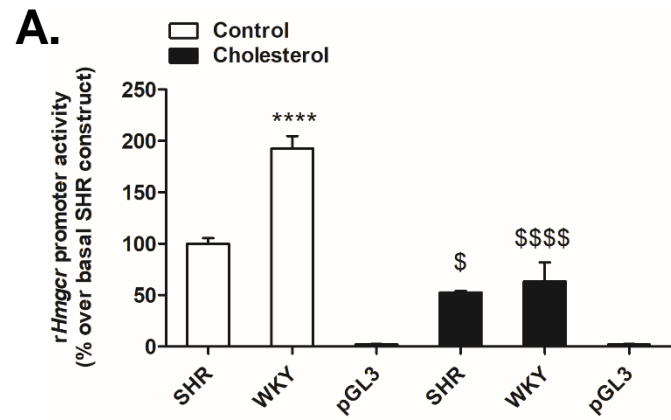 A.
Control
Cholesterol
rHmgcr promoter activity
(% over basal SHR construct)
250
200
150
100
50
0
****
$
$$$$
SHR
WKY
pGL3
SHR
WKY
pGL3